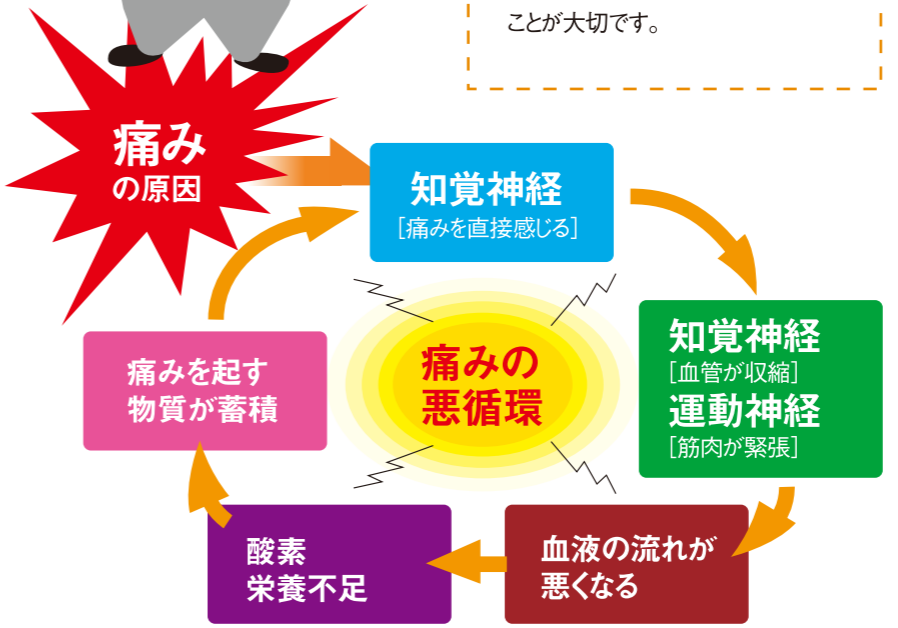 ことが大切です。
痛み
の原因
知覚神経
[痛みを直接感じる]
知覚神経
[血管が収縮]
運動神経
[筋肉が緊張]
血液の流れが
悪くなる
酸素
栄養不足
痛みを起す
物質が蓄積
痛みの
悪循環